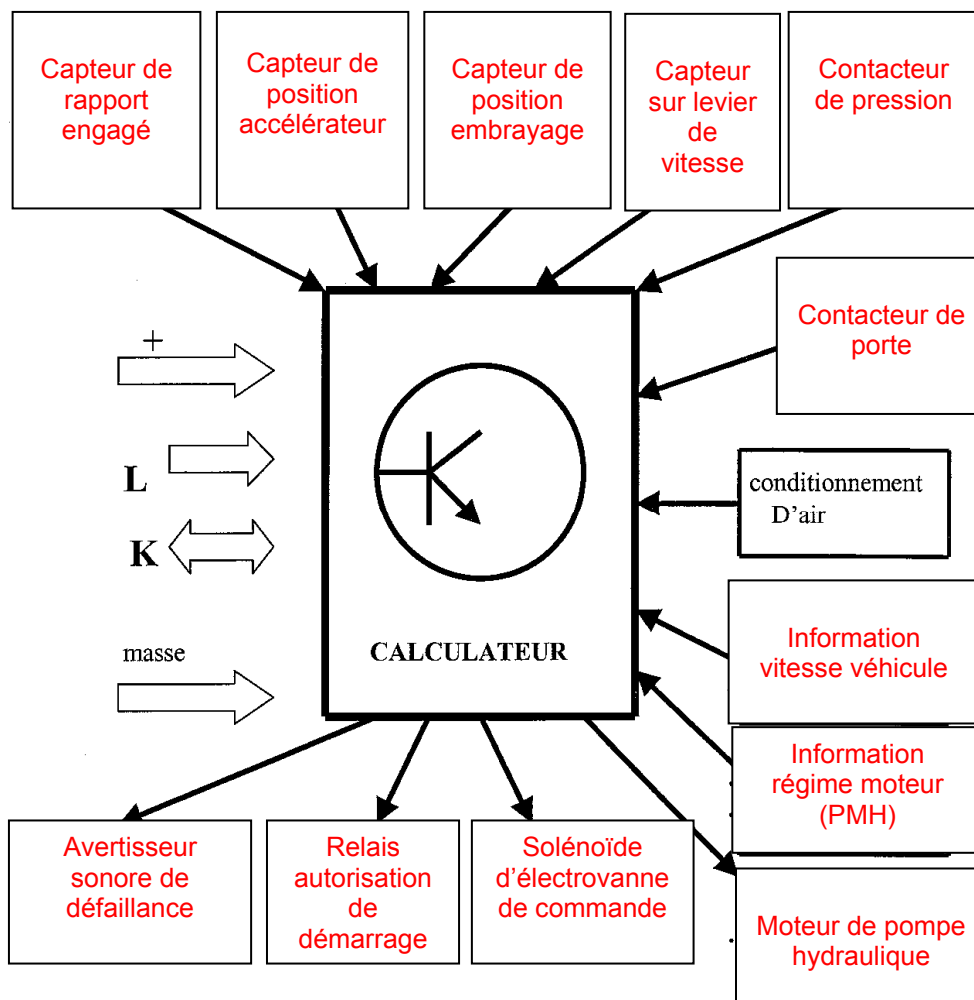 Capteur de
rapport
engagé
Capteur de
position
accélérateur
Capteur de
position
embrayage
Capteur
sur levier
de
vitesse
Contacteur
de pression
Contacteur de
porte
+
L
K
masse
CALCULATEUR
conditionnement
D'air
Information
vitesse véhicule
Information
régime moteur
(PMH)
Avertisseur
sonore de
défaillance
Relais
autorisation
de
démarrage
Solénoïde
d'électrovanne
de commande
Moteur de pompe
hydraulique